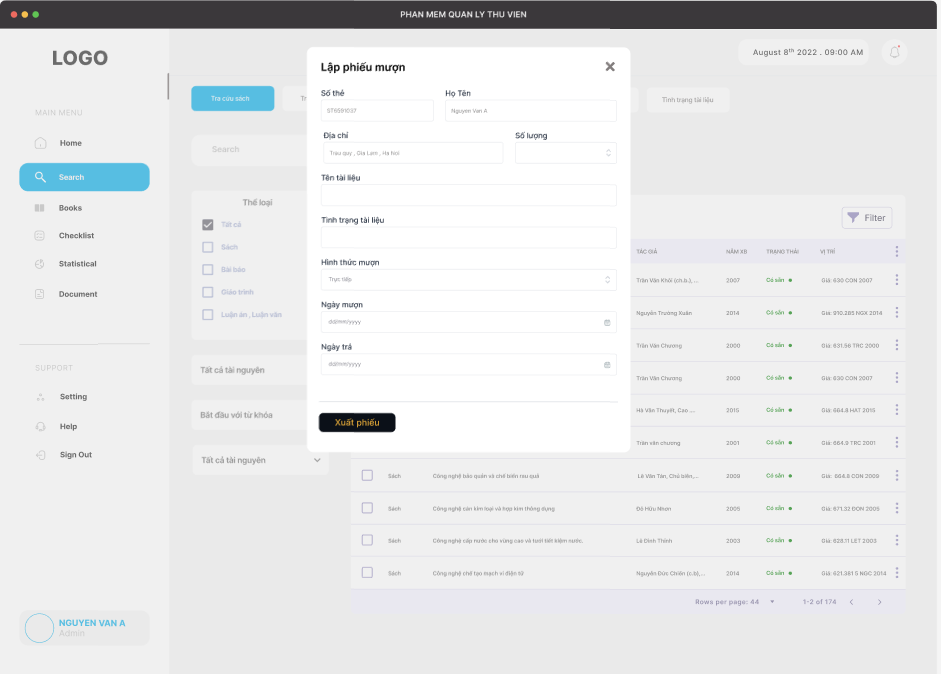 PHAN MEM QUAN LY THU VIEN
LOGO
August 8th 2022 . 09:00 AM
MAIN MENU
Home
Search
Books
Checklist
Statistical
Document
SUPPORT
Setting
Help
Sign Out
NGUYEN VAN A
Admin
Tra cứu sách
Tình trạng tài liệu
Search
Thể loại
Tất cả
Sách
Bài báo
Giáo trình
Luận án , Luận văn
Tất cả tài nguyên
Bắt đầu với từ khóa
Tất cả tài nguyên
Lập phiếu mượn
Số thẻ
Họ Tên
ST6591037
Nguyen Van A
Địa chỉ
Số lượng
Trâu quỳ , Gia Lam , Ha Noi
Tên tài liệu
Tình trạng tài liệu
Hình thức mượn
Trực tiếp
Ngày mượn
dd/mm/yyyy
Ngày trả
dd/mm/yyyy
Xuất phiếu
Filter
TÁC GIẢ NĂM XB TRẠNG THÁI VỊ TRÍ
Trần Văn Khôi (ch.b.),... 2007 Có sẵn Giá: 630 CON 2007
Nguyễn Trường Xuân 2014 Có sẵn Giá: 910.285 NGX 2014
Trần Văn Chương 2000 Có sẵn Giá: 631.56 TRC 2000
Trần Văn Chương 2000 Có sẵn Giá: 630 CON 2007
Hà Văn Thuyết, Cao .... 2015 Có sẵn Giá: 664.8 HAT 2015
Trần văn chương 2001 Có sẵn Giá: 664.9 TRC 2001
Sách Công nghệ bảo quản và chế biến rau quả Lê Văn Tán, Chủ biên,... 2009 Có sẵn Giá: 664.8 CON 2009
Sách Công nghệ cán kim loại và hợp kim thông dụng Đỗ Hữu Nhơn 2005 Có sẵn Giá: 671.32 ĐON 2005
Sách Công nghệ cấp nước cho vùng cao và tưới tiết kiệm nước. Lê Đình Thỉnh 2003 Có sẵn Giá: 628.11 LET 2003
Sách Công nghệ chế tạo mạch vi điện tử Nguyễn Đức Chiến (c.b),... 2014 Có sẵn Giá: 621.381 5 NGC 2014
Rows per page: 44 1-2 of 174